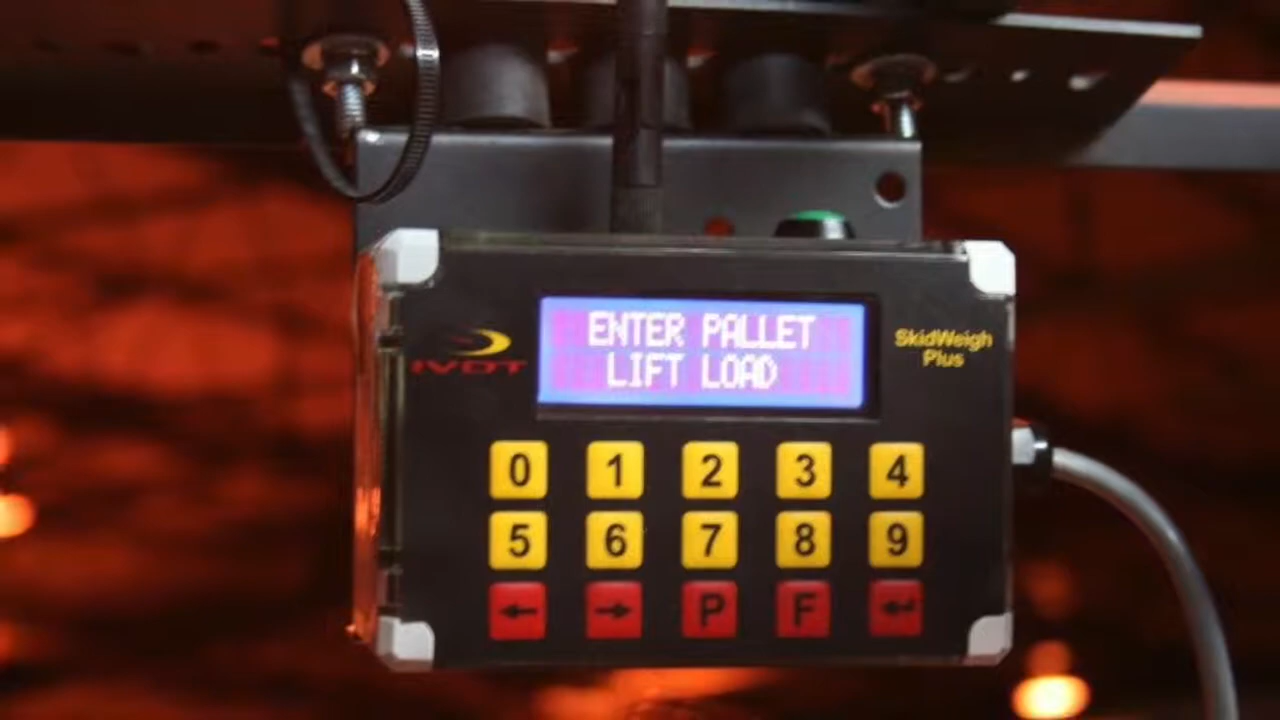 ENTER PALLET
LIFT LOAD
IVDT
SkidWeigh
Plus
0 1 2 3 4
5 6 7 8 9
← → P F ↵